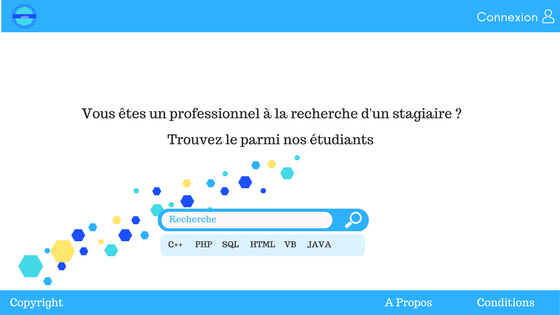 Connexion
Vous êtes un professionnel à la recherche d'un stagiaire ?
Trouvez le parmi nos étudiants
Recherche
C++ PHP SQL HTML VB JAVA
Copyright A Propos Conditions